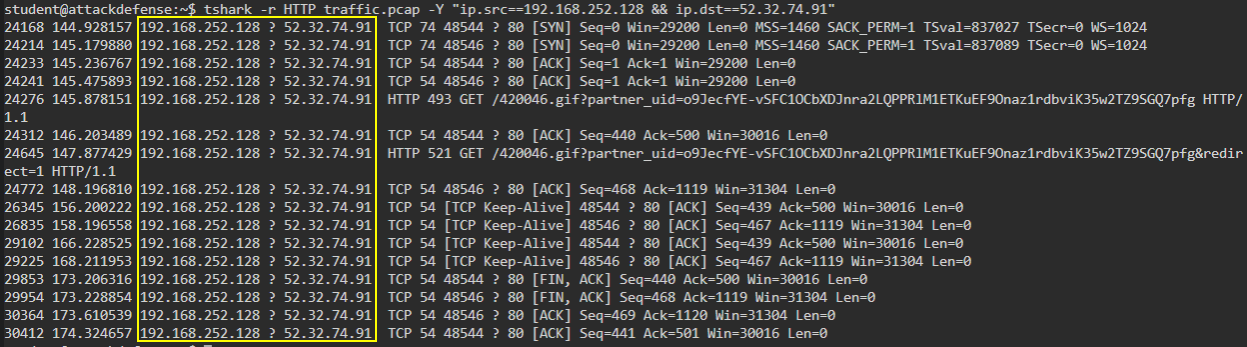 student@attackdefense:~$ tshark -r HTTP_traffic.pcap -Y "ip.src==192.168.252.128 && ip.dst==52.32.74.91"
24168 144.928157 192.168.252.128 ? 52.32.74.91  TCP 74 48544 ? 80 [SYN] Seq=0 Win=29200 Len=0 MSS=1460 SACK_PERM=1 TSval=837027 TSecr=0 WS=1024
24214 145.179880 192.168.252.128 ? 52.32.74.91  TCP 74 48546 ? 80 [SYN] Seq=0 Win=29200 Len=0 MSS=1460 SACK_PERM=1 TSval=837089 TSecr=0 WS=1024
24233 145.236767 192.168.252.128 ? 52.32.74.91  TCP 54 48544 ? 80 [ACK] Seq=1 Ack=1 Win=29200 Len=0
24241 145.475893 192.168.252.128 ? 52.32.74.91  TCP 54 48546 ? 80 [ACK] Seq=1 Ack=1 Win=29200 Len=0
24276 145.878151 192.168.252.128 ? 52.32.74.91  HTTP 493 GET /420046.gif?partner_uid=o9JecfYE-vSFC1OCbXDJnra2LQPPRlM1ETKuEF9Onaz1rdbviK35w2TZ9SGQ7pfg HTTP/
1.1
24312 146.203489 192.168.252.128 ? 52.32.74.91  TCP 54 48544 ? 80 [ACK] Seq=440 Ack=500 Win=30016 Len=0
24645 147.877429 192.168.252.128 ? 52.32.74.91  HTTP 521 GET /420046.gif?partner_uid=o9JecfYE-vSFC1OCbXDJnra2LQPPRlM1ETKuEF9Onaz1rdbviK35w2TZ9SGQ7pfg&redir
ect=1 HTTP/1.1
24772 148.196810 192.168.252.128 ? 52.32.74.91  TCP 54 48546 ? 80 [ACK] Seq=468 Ack=1119 Win=31304 Len=0
26345 156.200222 192.168.252.128 ? 52.32.74.91  TCP 54 [TCP Keep-Alive] 48544 ? 80 [ACK] Seq=439 Ack=500 Win=30016 Len=0
26835 158.196558 192.168.252.128 ? 52.32.74.91  TCP 54 [TCP Keep-Alive] 48546 ? 80 [ACK] Seq=467 Ack=1119 Win=31304 Len=0
29102 166.228525 192.168.252.128 ? 52.32.74.91  TCP 54 [TCP Keep-Alive] 48544 ? 80 [ACK] Seq=439 Ack=500 Win=30016 Len=0
29225 168.211953 192.168.252.128 ? 52.32.74.91  TCP 54 [TCP Keep-Alive] 48546 ? 80 [ACK] Seq=467 Ack=1119 Win=31304 Len=0
29853 173.206316 192.168.252.128 ? 52.32.74.91  TCP 54 48544 ? 80 [FIN, ACK] Seq=440 Ack=500 Win=30016 Len=0
29954 173.228854 192.168.252.128 ? 52.32.74.91  TCP 54 48546 ? 80 [FIN, ACK] Seq=468 Ack=1119 Win=31304 Len=0
30364 173.610539 192.168.252.128 ? 52.32.74.91  TCP 54 48546 ? 80 [ACK] Seq=469 Ack=1120 Win=31304 Len=0
30412 174.324657 192.168.252.128 ? 52.32.74.91  TCP 54 48544 ? 80 [ACK] Seq=441 Ack=501 Win=30016 Len=0